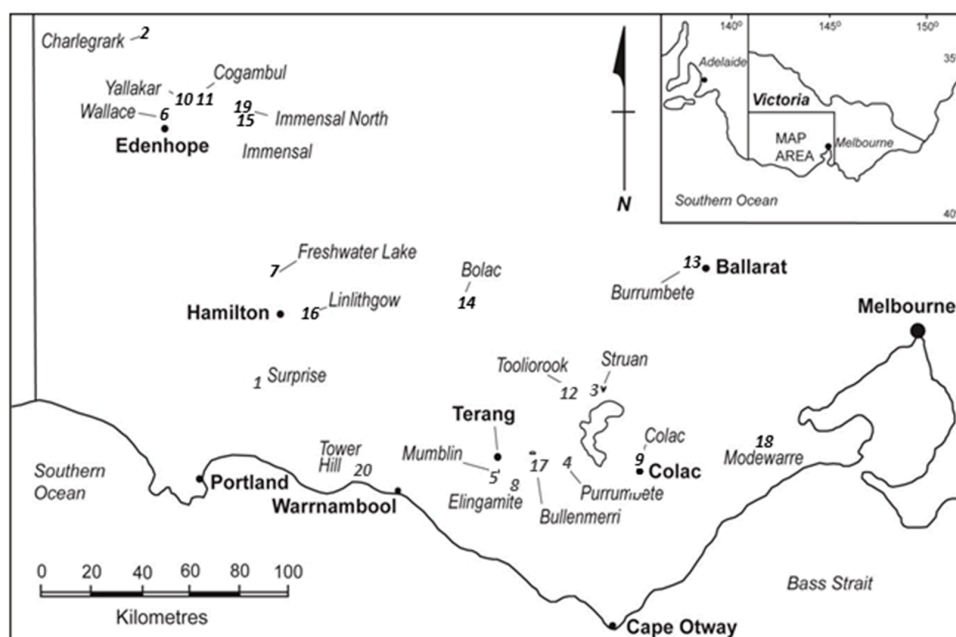 Charlegrark 2
Cogambul
Yallakar
10 11
Wallace
6
19
Immensal North
15
Edenhope
Immensal
N
140°
145°
150°
35°
Adelaide
Victoria
MAP
AREA
Melbourne
Southern Ocean
40°
Freshwater Lake
7
Bolac
14
Hamilton
16
Linlithgow
13
Ballarat
Burrumbete
Melbourne
1 Surprise
Tooliorook
Struan
12
3
Terang
Colac
9
Colac
18
Modewarre
Tower
Hill
20
Mumblin
5
8
17
4
Elingamite
Purrumbete
Bullenmerri
Southern
Ocean
Portland
Warrnambool
0 20 40 60 80 100
Kilometres
Bass Strait
Cape Otway